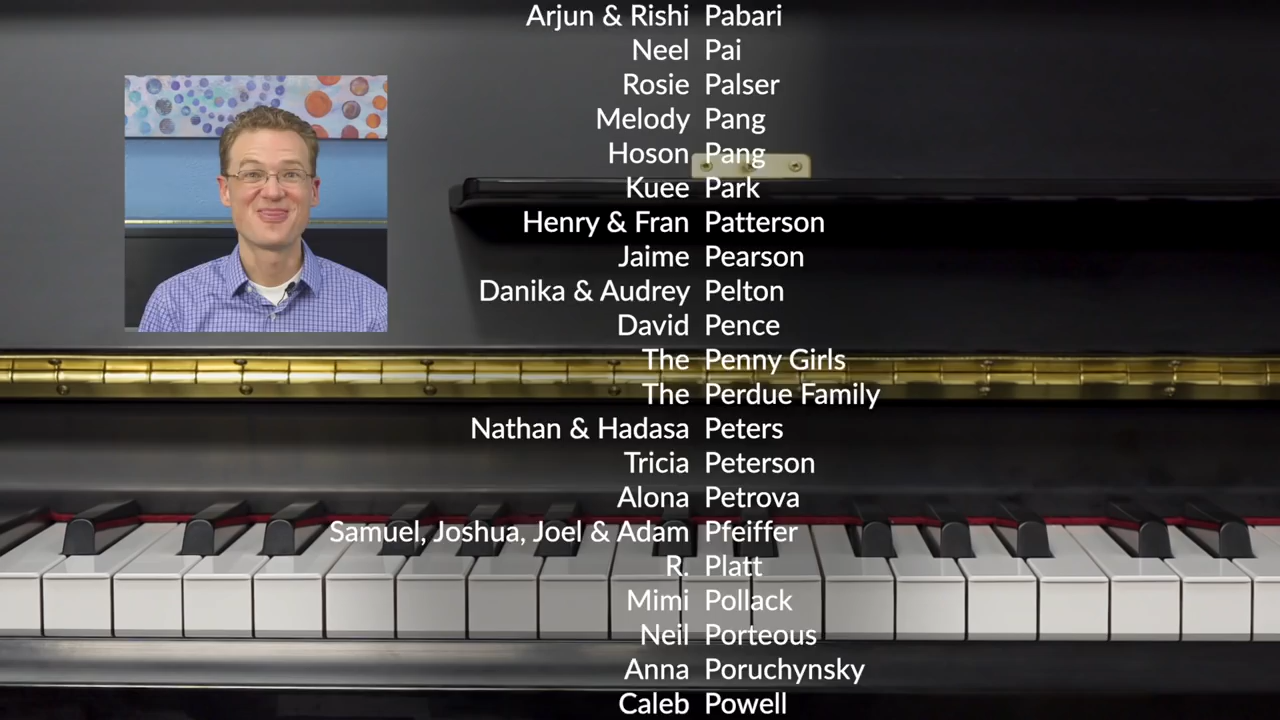 Arjun & Rishi Pabari
Neel Pai
Rosie Palser
Melody Pang
Hoson Pang
Kuee Park
Henry & Fran Patterson
Jaime Pearson
Danika & Audrey Pelton
David Pence
The Penny Girls
The Perdue Family
Nathan & Hadasa Peters
Tricia Peterson
Alona Petrova
Samuel, Joshua, Joel & Adam Pfeiffer
R. Platt
Mimi Pollack
Neil Porteous
Anna Poruchynsky
Caleb Powell